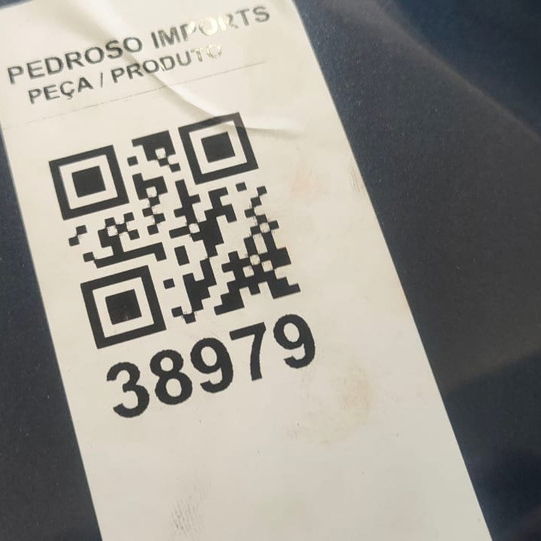 PEDROSO IMPORTS
PEÇA / PRODUTO
38979